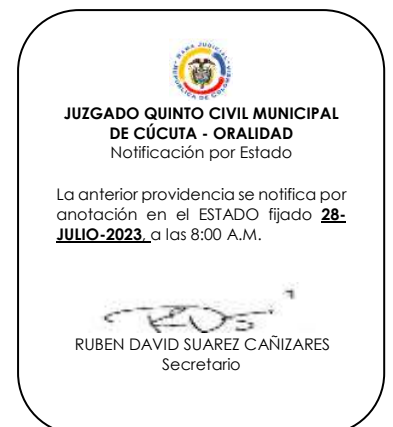 JUZGADO QUINTO CIVIL MUNICIPAL
DE CÚCUTA - ORALIDAD
Notificación por Estado
La anterior providencia se notifica por
anotación en el ESTADO fijado 28-
JULIO-2023, a las 8:00 A.M.
RUBEN DAVID SUAREZ CAÑIZARES
Secretario